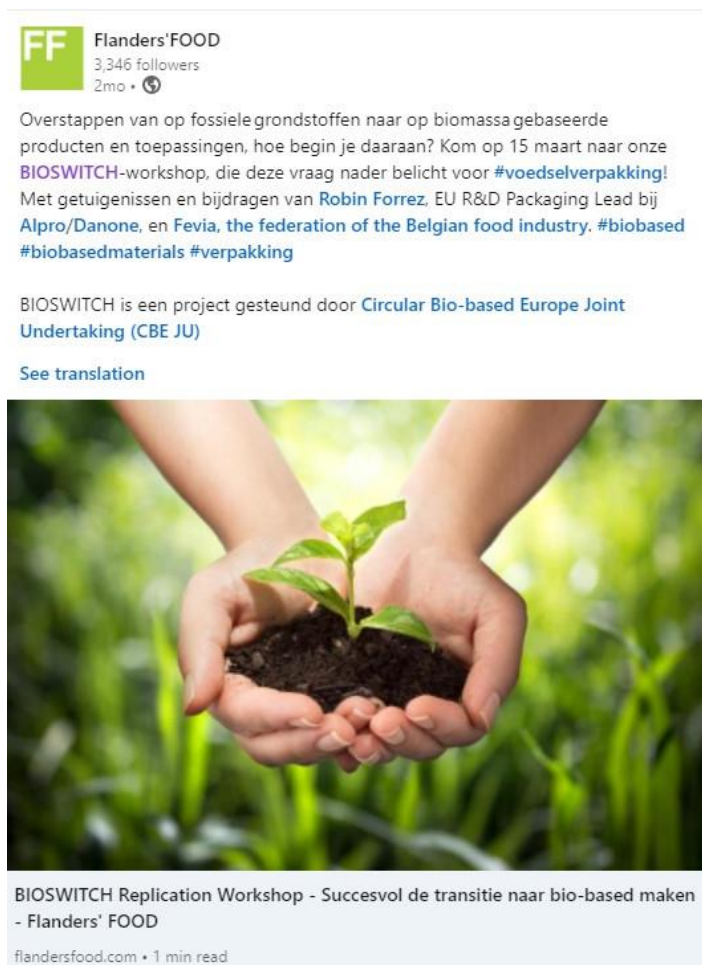 FF
Flanders'FOOD
3,346 followers
2mo •
Overstappen van op fossiele grondstoffen naar op biomassa gebaseerde
producten en toepassingen, hoe begin je daaraan? Kom op 15 maart naar onze
BIOSWITCH-workshop, die deze vraag nader belicht voor #voedselverpakking!
Met getuigenissen en bijdragen van Robin Forrez, EU R&D Packaging Lead bij
Alpro/Danone, en Fevia, the federation of the Belgian food industry. #biobased
#biobasedmaterials #verpakking
BIOSWITCH is een project gesteund door Circular Bio-based Europe Joint
Undertaking (CBE JU)
See translation
BIOSWITCH Replication Workshop - Succesvol de transitie naar bio-based maken
- Flanders' FOOD
flandersfood.com • 1 min read